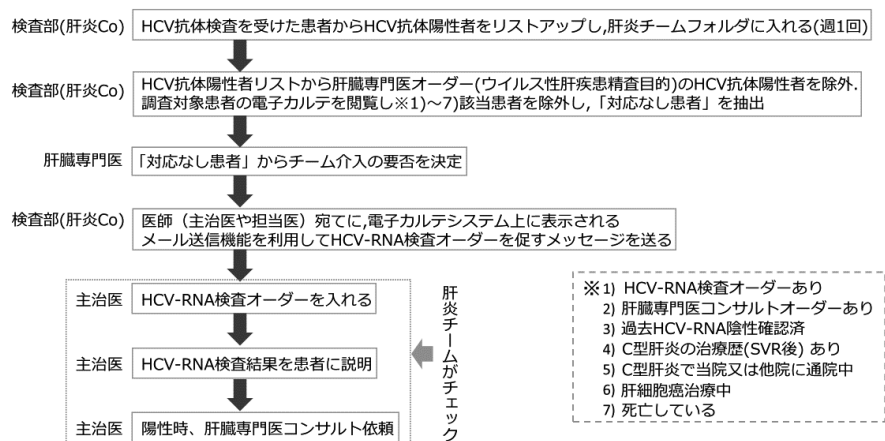 検査部(肝炎Co)
HCV抗体検査を受けた患者からHCV抗体陽性者をリストアップし,肝炎チームフォルダに入れる(週1回)
検査部(肝炎Co)
HCV抗体陽性者リストから肝臓専門医オーダー(ウイルス性肝疾患精査目的)のHCV抗体陽性者を除外.
調査対象患者の電子カルテを閲覧し※1)～7)該当患者を除外し,「対応なし患者」を抽出
肝臓専門医
「対応なし患者」からチーム介入の要否を決定
検査部(肝炎Co)
医師（主治医や担当医）宛てに,電子カルテシステム上に表示される
メール送信機能を利用してHCV-RNA検査オーダーを促すメッセージを送る
主治医
HCV-RNA検査オーダーを入れる
主治医
HCV-RNA検査結果を患者に説明
主治医
陽性時、肝臓専門医コンサルト依頼
肝炎チームがチェック
※1) HCV-RNA検査オーダーあり
2) 肝臓専門医コンサルトオーダーあり
3) 過去HCV-RNA陰性確認済
4) C型肝炎の治療歴(SVR後) あり
5) C型肝炎で当院又は他院に通院中
6) 肝細胞癌治療中
7) 死亡している